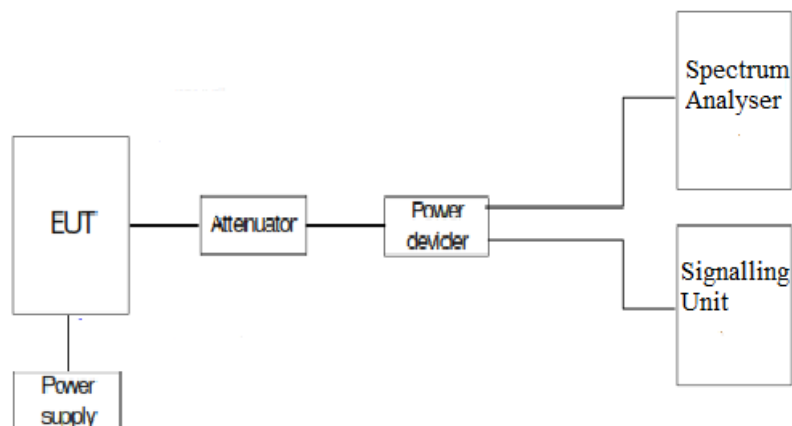 Spectrum
Analyser
EUT
Attenuator
Power
devider
Signalling
Unit
Power
supply